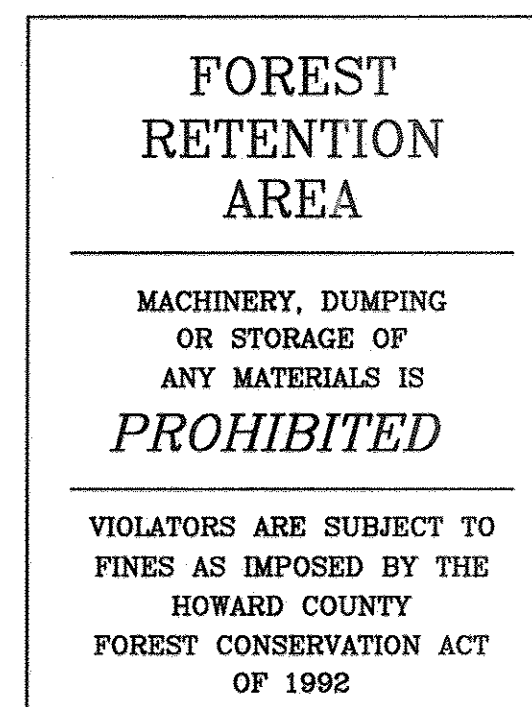 FOREST
RETENTION
AREA
MACHINERY, DUMPING
OR STORAGE OF
ANY MATERIALS IS
PROHIBITED
VIOLATORS ARE SUBJECT TO
FINES AS IMPOSED BY THE
HOWARD COUNTY
FOREST CONSERVATION ACT
OF 1992